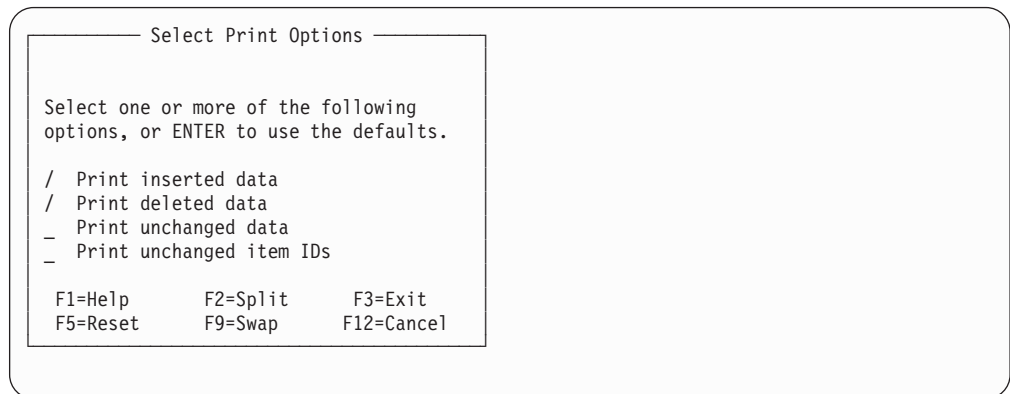 Select Print Options
Select one or more of the following
options, or ENTER to use the defaults.
/ Print inserted data
/ Print deleted data
_ Print unchanged data
_ Print unchanged item IDs
F1=Help F2=Split F3=Exit
F5=Reset F9=Swap F12=Cancel